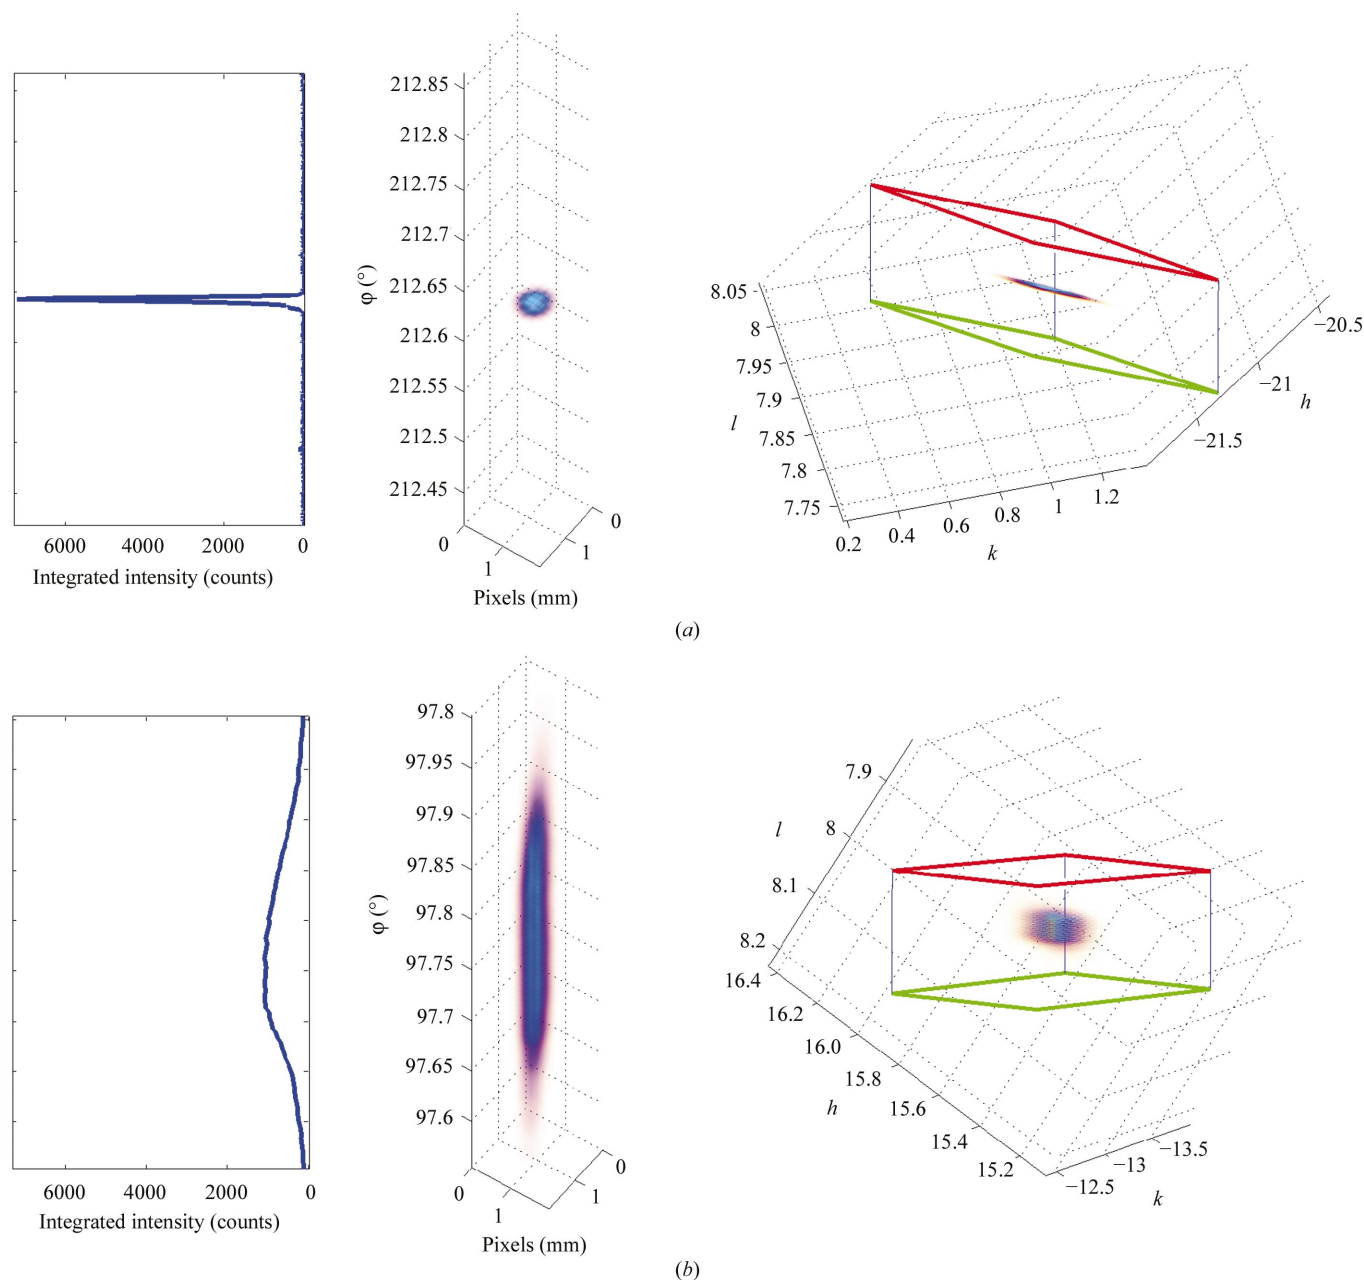 212.85
212.8
212.75
212.7
212.65
212.6
212.55
212.5
212.45
φ (°)
6000 4000 2000 0
Integrated intensity (counts)
0 1
0 1
Pixels (mm)
8.05
8
7.95
7.9
7.85
7.8
7.75
l
0.2 0.4 0.6 0.8 1 1.2
k
−21.5 −21 −20.5
h
(a)
97.8
97.95
97.9
97.85
97.8
97.75
97.7
97.65
97.6
φ (°)
6000 4000 2000 0
Integrated intensity (counts)
0 1
0 1
Pixels (mm)
7.9
8
8.1
8.2
l
16.4
16.2
16.0
15.8
15.6
15.4
15.2
h
−12.5 −13 −13.5
k
(b)